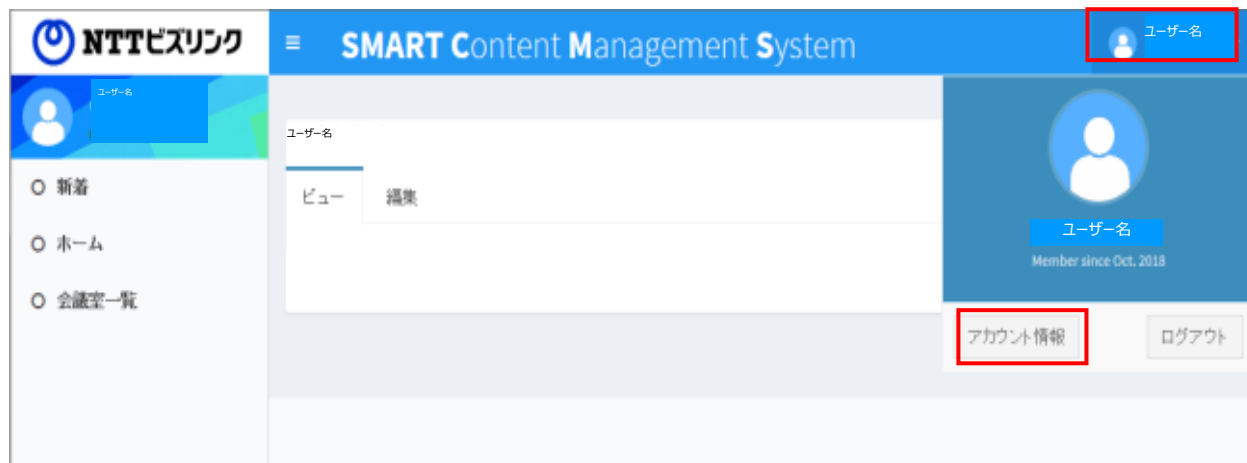 NTTビズリンク
SMART Content Management System
ユーザー名
ユーザー名
ユーザー名
新着
ホーム
会議室一覧
ビュー
編集
ユーザー名
Member since Oct. 2018
アカウント情報
ログアウト